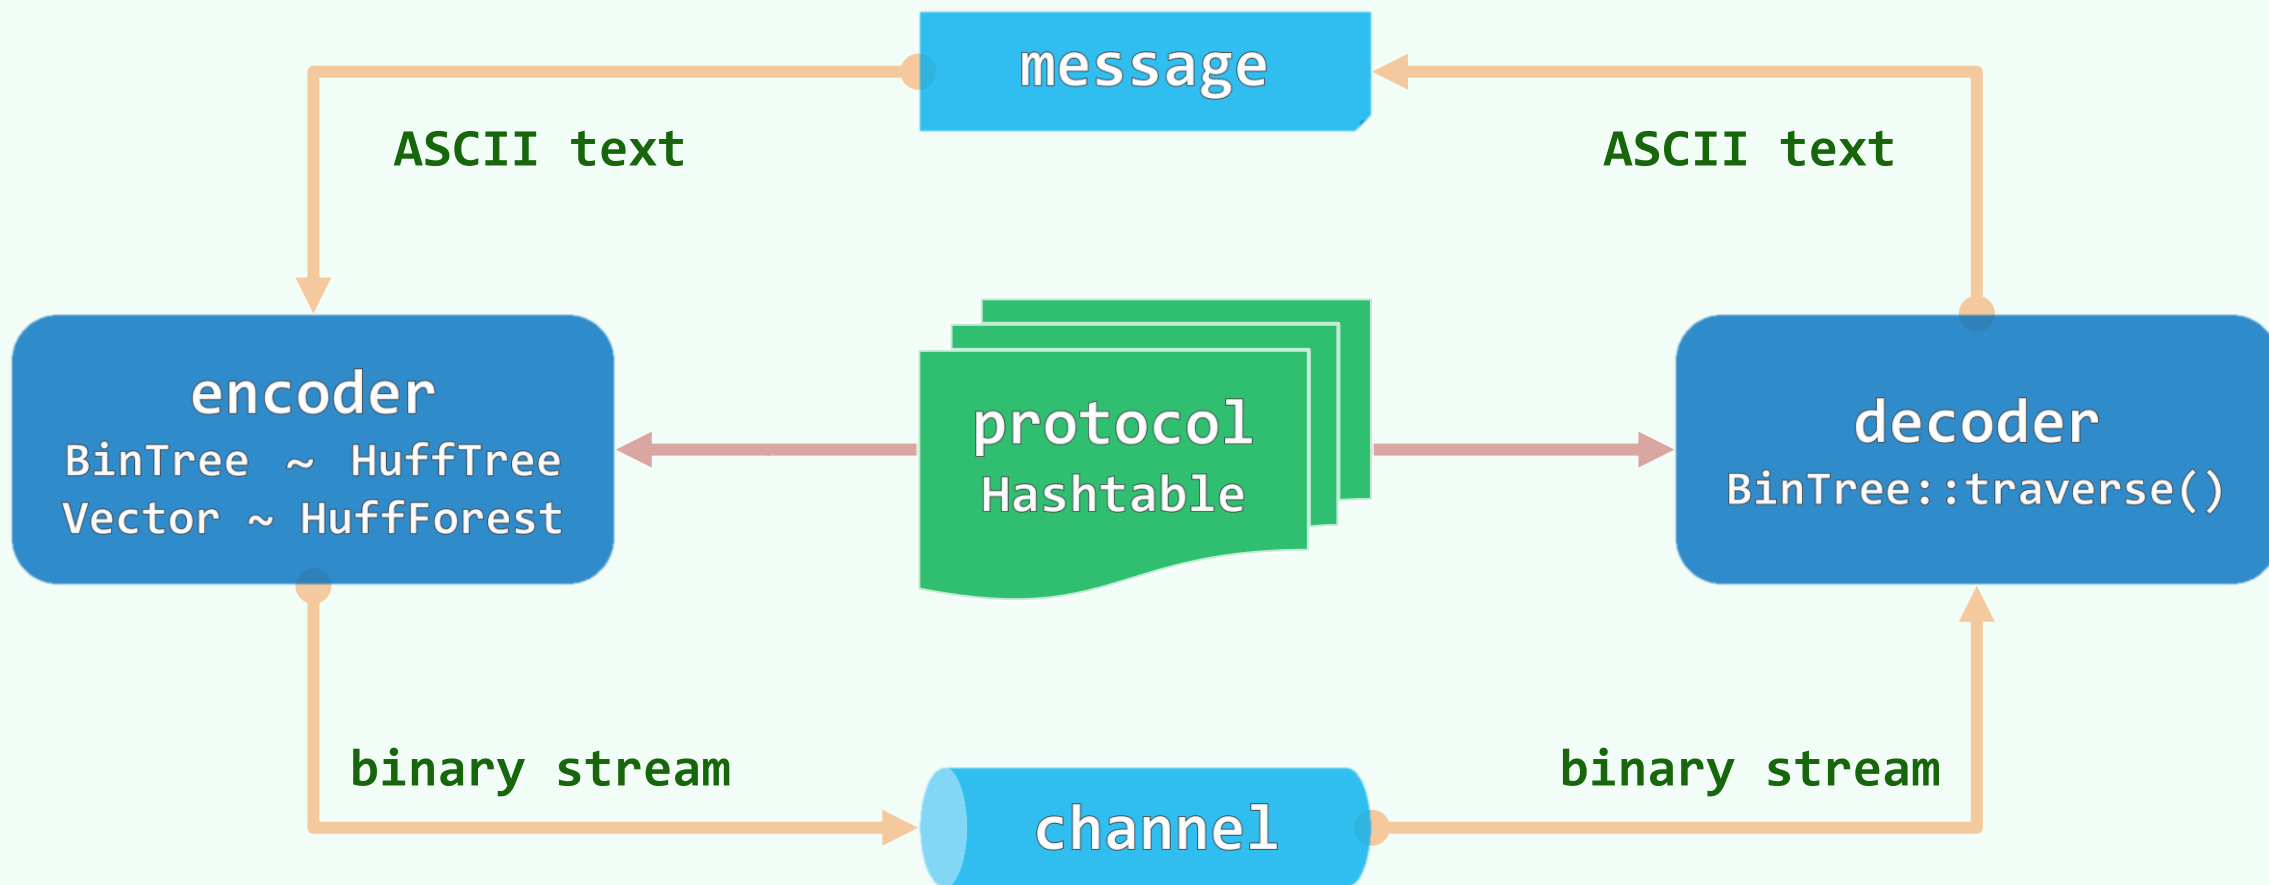 message
ASCII text
ASCII text
encoder
BinTree ~ HuffTree
Vector ~ HuffForest
protocol
Hashtable
decoder
BinTree::traverse()
binary stream
binary stream
channel